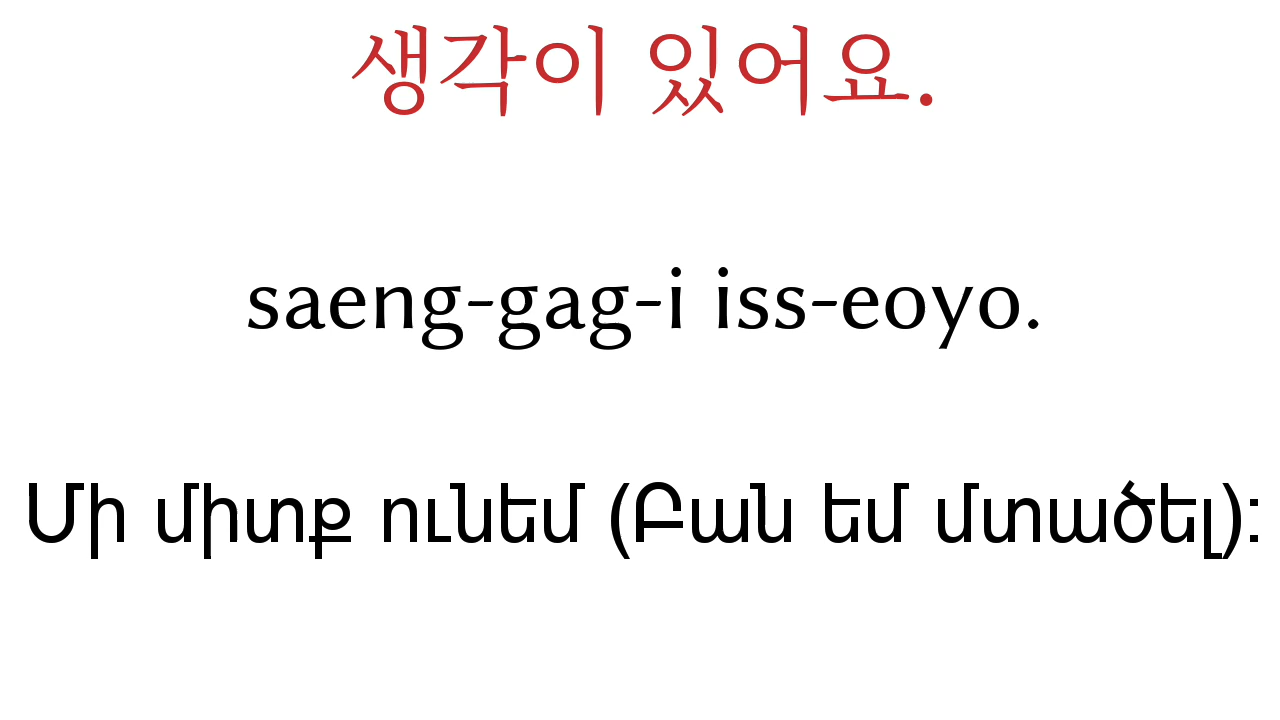 생각이 있어요.
saeng-gag-i iss-eoyo.
Մի միտք ունեմ (Բան եմ մտածել):